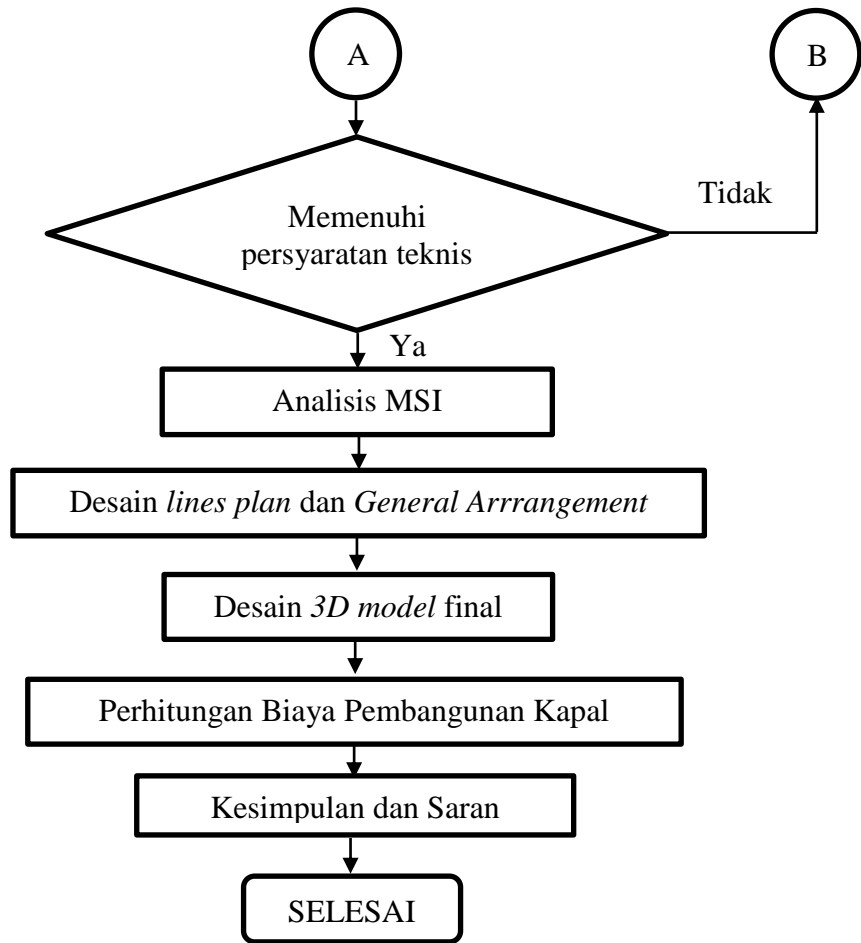 A
B
Memenuhi
persyaratan teknis
Tidak
Ya
Analisis MSI
Desain lines plan dan General Arrrangement
Desain 3D model final
Perhitungan Biaya Pembangunan Kapal
Kesimpulan dan Saran
SELESAI